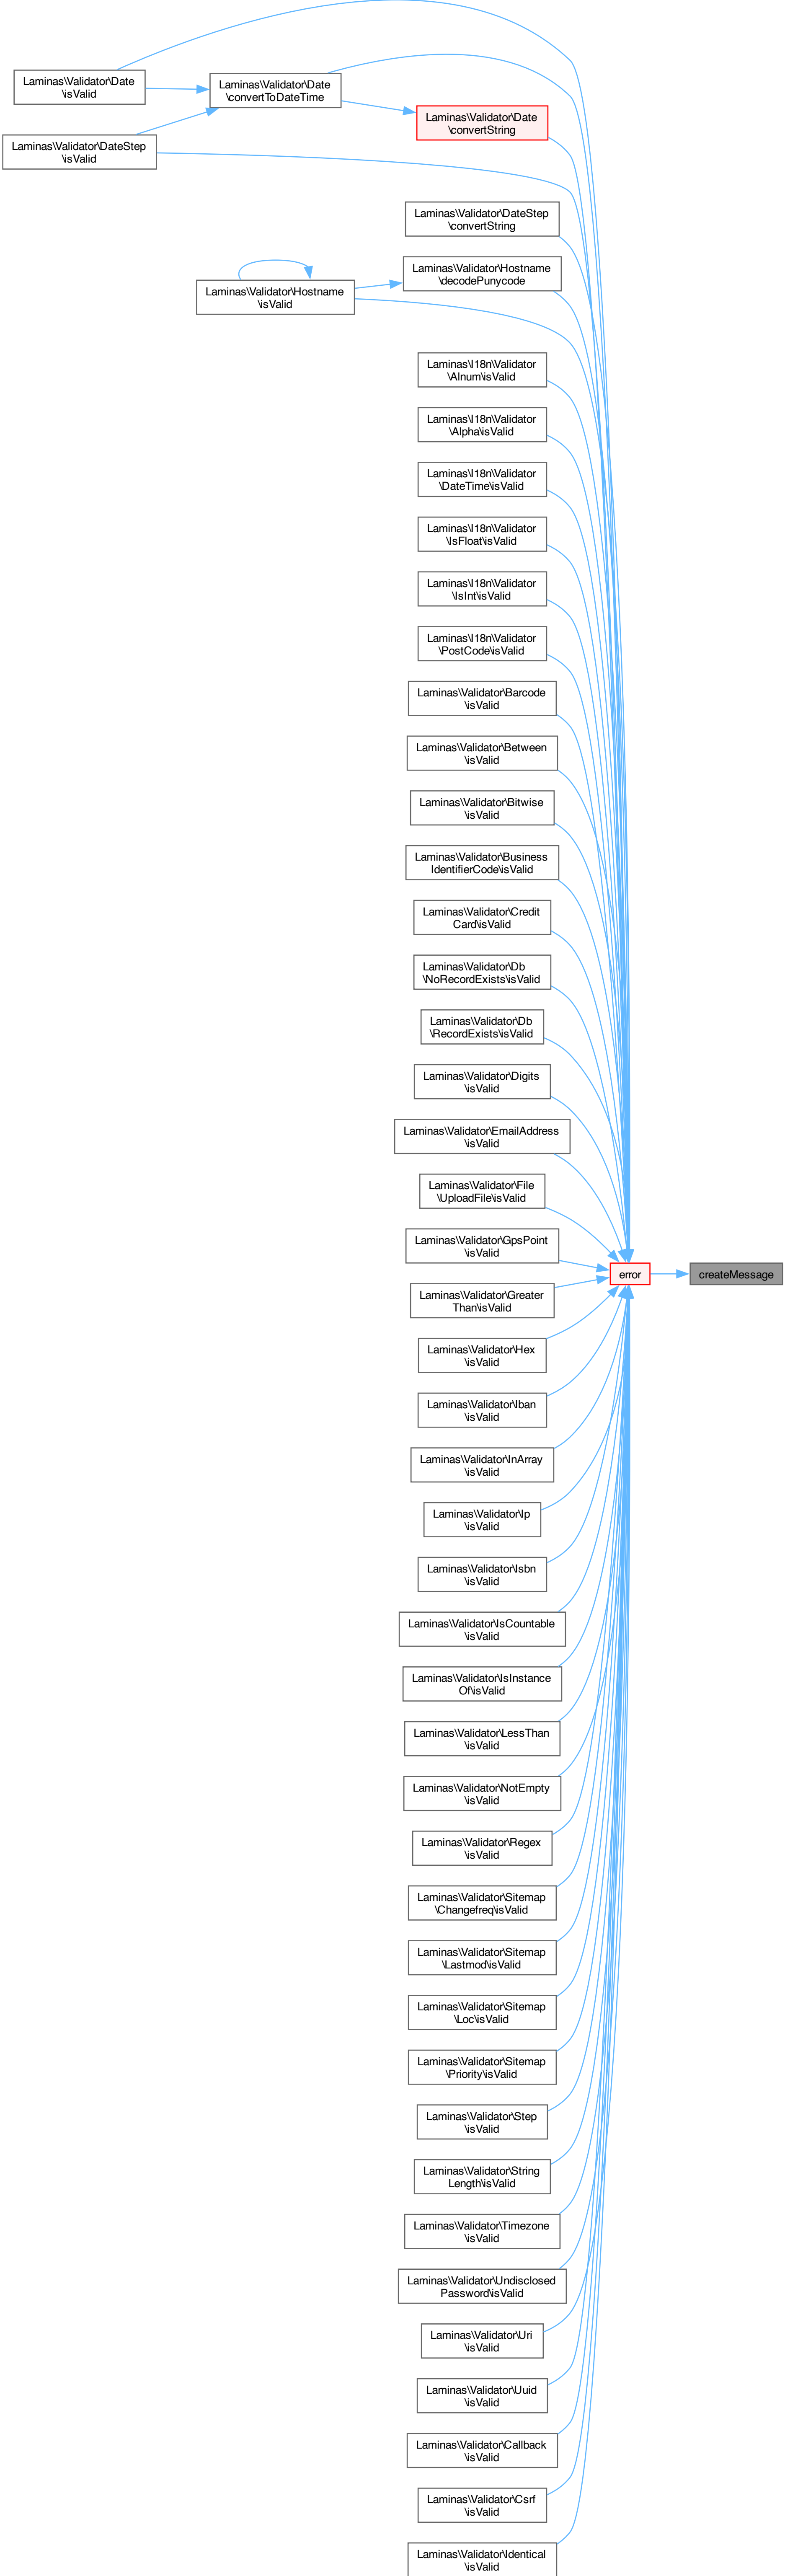 Laminas\Validator\Date
\isValid
Laminas\Validator\Date
\convertToDateTime
Laminas\Validator\Date
\convertString
Laminas\Validator\DateStep
\isValid
Laminas\Validator\DateStep
\convertString
Laminas\Validator\Hostname
\decodePunycode
Laminas\Validator\Hostname
\isValid
Laminas\I18n\Validator
\Alnum\isValid
Laminas\I18n\Validator
\Alpha\isValid
Laminas\I18n\Validator
\DateTime\isValid
Laminas\I18n\Validator
\IsFloat\isValid
Laminas\I18n\Validator
\IsInt\isValid
Laminas\I18n\Validator
\PostCode\isValid
Laminas\Validator\Barcode
\isValid
Laminas\Validator\Between
\isValid
Laminas\Validator\Bitwise
\isValid
Laminas\Validator\Business
IdentifierCode\isValid
Laminas\Validator\Credit
Card\isValid
Laminas\Validator\Db
\NoRecordExists\isValid
Laminas\Validator\Db
\RecordExists\isValid
Laminas\Validator\Digits
\isValid
Laminas\Validator\EmailAddress
\isValid
Laminas\Validator\File
\UploadFile\isValid
Laminas\Validator\GpsPoint
\isValid
error
createMessage
Laminas\Validator\Greater
Than\isValid
Laminas\Validator\Hex
\isValid
Laminas\Validator\Iban
\isValid
Laminas\Validator\InArray
\isValid
Laminas\Validator\Ip
\isValid
Laminas\Validator\Isbn
\isValid
Laminas\Validator\IsCountable
\isValid
Laminas\Validator\IsInstance
Of\isValid
Laminas\Validator\LessThan
\isValid
Laminas\Validator\NotEmpty
\isValid
Laminas\Validator\Regex
\isValid
Laminas\Validator\Sitemap
\Changefreq\isValid
Laminas\Validator\Sitemap
\Lastmod\isValid
Laminas\Validator\Sitemap
\Loc\isValid
Laminas\Validator\Sitemap
\Priority\isValid
Laminas\Validator\Step
\isValid
Laminas\Validator\String
Length\isValid
Laminas\Validator\Timezone
\isValid
Laminas\Validator\Undisclosed
Password\isValid
Laminas\Validator\Uri
\isValid
Laminas\Validator\Uuid
\isValid
Laminas\Validator\Callback
\isValid
Laminas\Validator\Csrf
\isValid
Laminas\Validator\Identical
\isValid